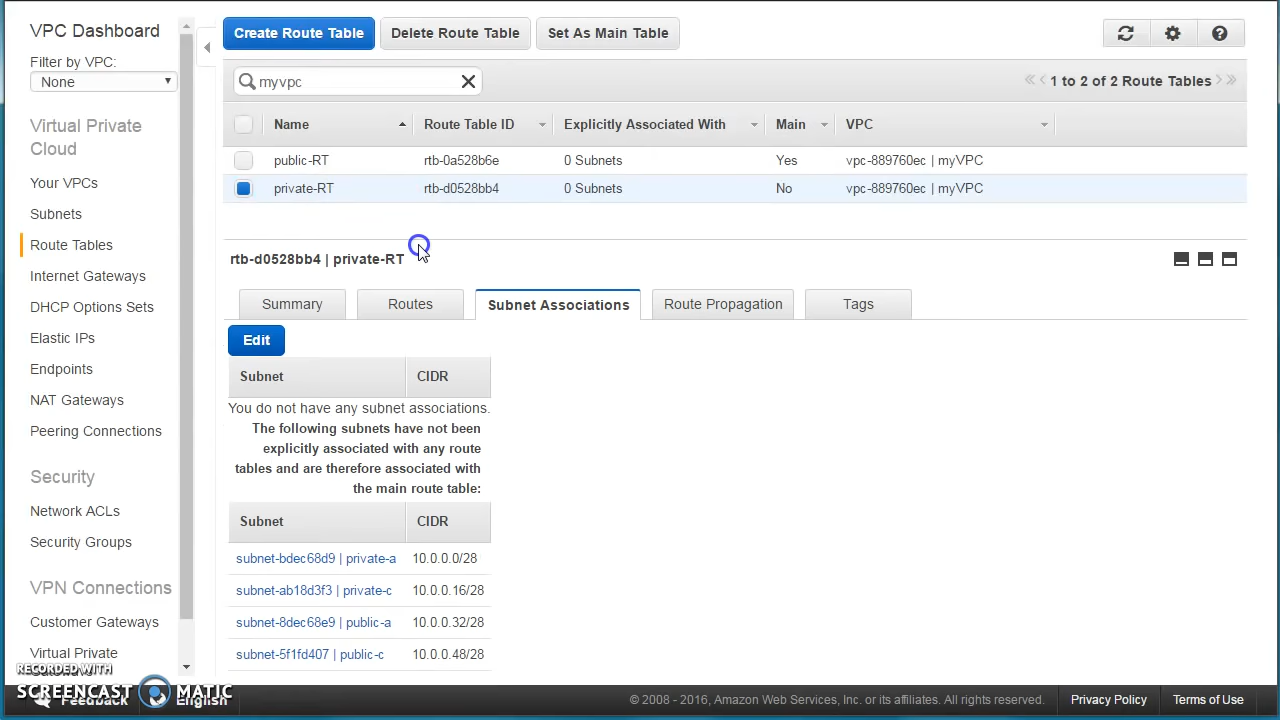 VPC Dashboard
Filter by VPC:
None
Virtual Private
Cloud
Your VPCs
Subnets
Route Tables
Internet Gateways
DHCP Options Sets
Elastic IPs
Endpoints
NAT Gateways
Peering Connections
Security
Network ACLs
Security Groups
VPN Connections
Customer Gateways
Virtual Private
Create Route Table
Delete Route Table
Set As Main Table
myvpc
1 to 2 of 2 Route Tables
Name Route Table ID Explicitly Associated With Main VPC
public-RT rtb-0a528b6e 0 Subnets Yes vpc-889760ec | myVPC
private-RT rtb-d0528bb4 0 Subnets No vpc-889760ec | myVPC
rtb-d0528bb4 | private-RT
Summary Routes Subnet Associations Route Propagation Tags
Edit
Subnet CIDR
You do not have any subnet associations.
The following subnets have not been
explicitly associated with any route
tables and are therefore associated with
the main route table:
Subnet CIDR
subnet-bdec68d9 | private-a 10.0.0.0/28
subnet-ab18d3f3 | private-c 10.0.0.16/28
subnet-8dec68e9 | public-a 10.0.0.32/28
subnet-5f1fd407 | public-c 10.0.0.48/28
RECORDED WITH
SCREENCAST MATIC
Feedback English
© 2008 - 2016, Amazon Web Services, Inc. or its affiliates. All rights reserved. Privacy Policy Terms of Use